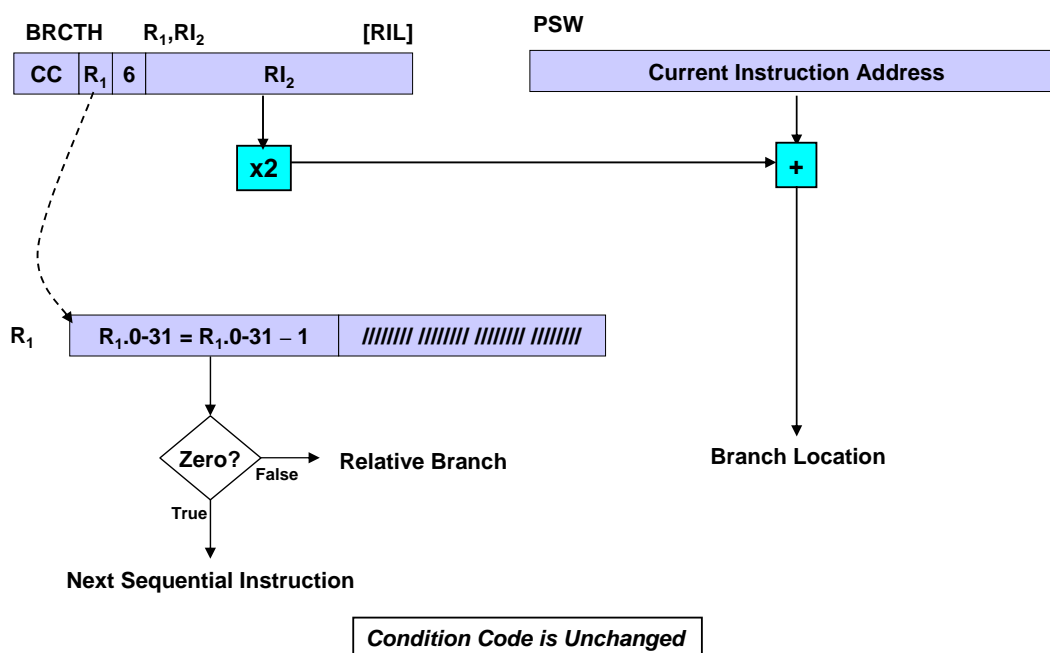 BRCTH R₁,RI₂ [RIL]
PSW
CC R₁ 6 RI₂
Current Instruction Address
x2
+
R₁
R₁.0-31 = R₁.0-31 – 1
//////// //////// //////// ////////
Zero?
False
Relative Branch
Branch Location
True
Next Sequential Instruction
Condition Code is Unchanged